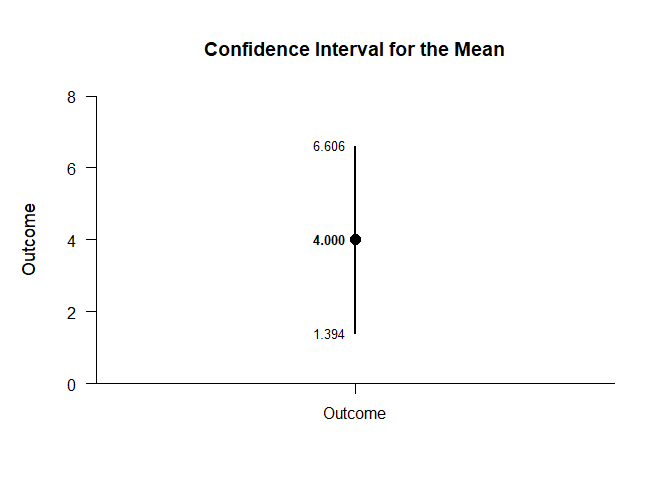 Confidence Interval for the Mean
8
6
4
2
0
Outcome
6.606
4.000
1.394
Outcome